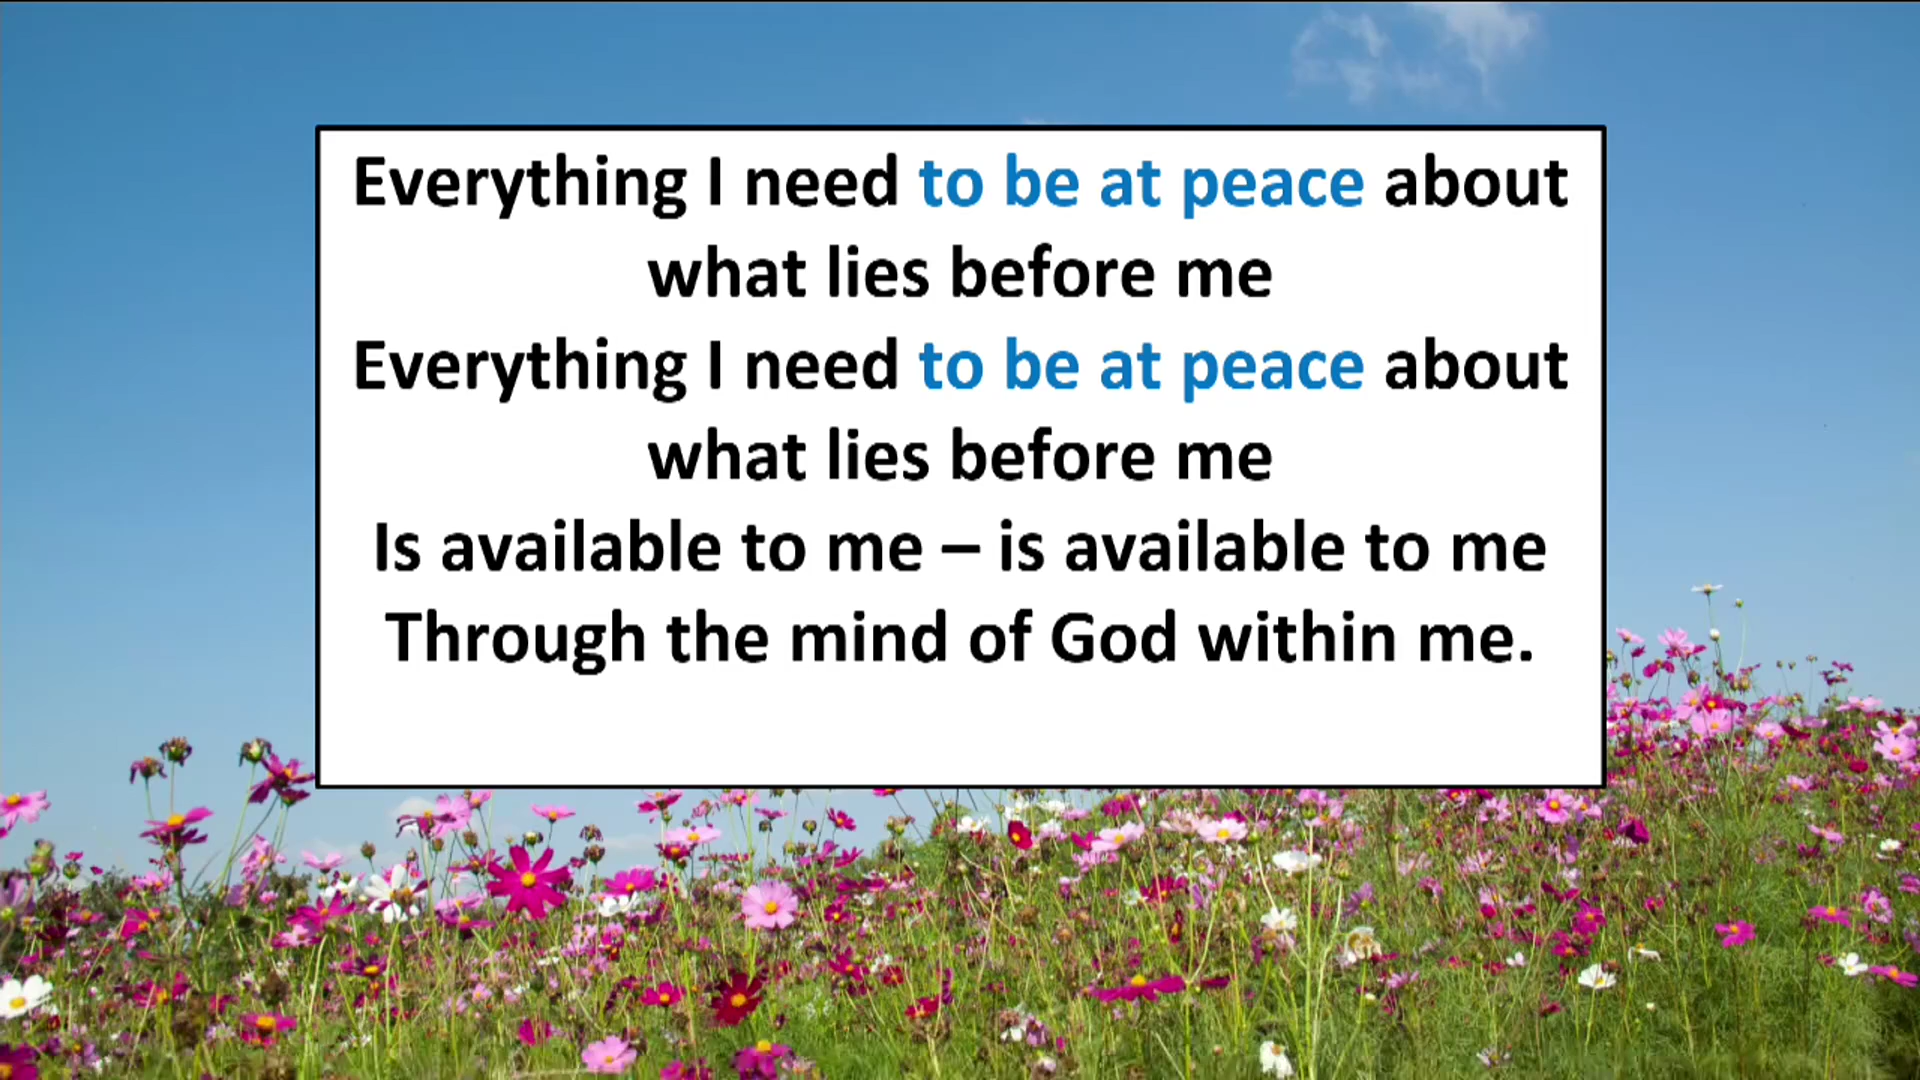 Everything I need to be at peace about
what lies before me
Everything I need to be at peace about
what lies before me
Is available to me – is available to me
Through the mind of God within me.